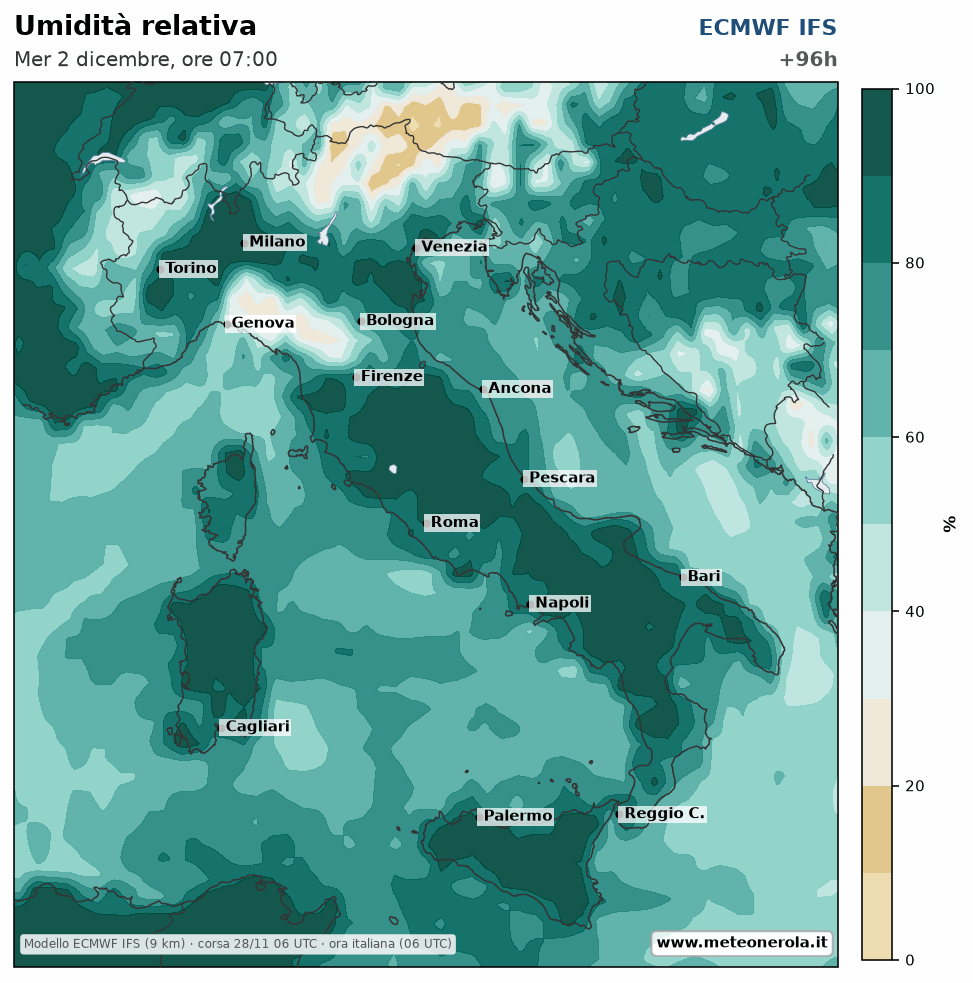 Umidità relativa
ECMWF IFS
Mer 2 dicembre, ore 07:00
+96h
100
80
60
40
20
0
%
Milano
Venezia
Torino
Genova
Bologna
Firenze
Ancona
Pescara
Roma
Bari
Napoli
Cagliari
Palermo
Reggio C.
Modello ECMWF IFS (9 km) · corsa 28/11 06 UTC · ora italiana (06 UTC)
www.meteonerola.it